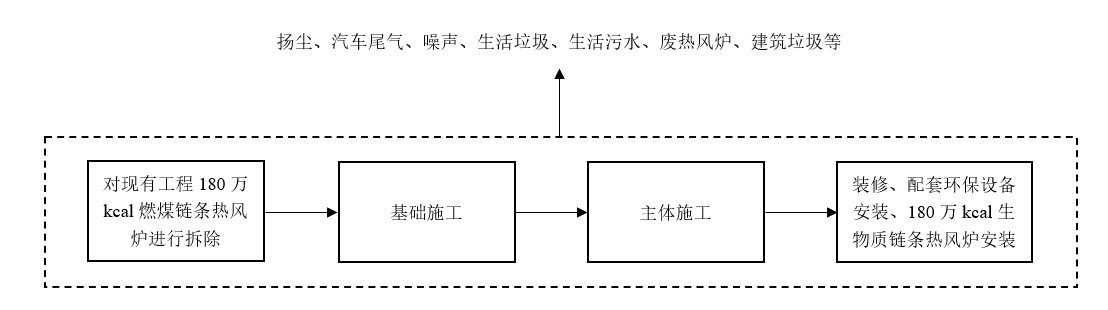 扬尘、汽车尾气、噪声、生活垃圾、生活污水、废热风炉、建筑垃圾等
对现有工程 180 万
kcal 燃煤链条热风
炉进行拆除
基础施工
主体施工
装修、配套环保设备
安装、180 万 kcal 生
物质链条热风炉安装